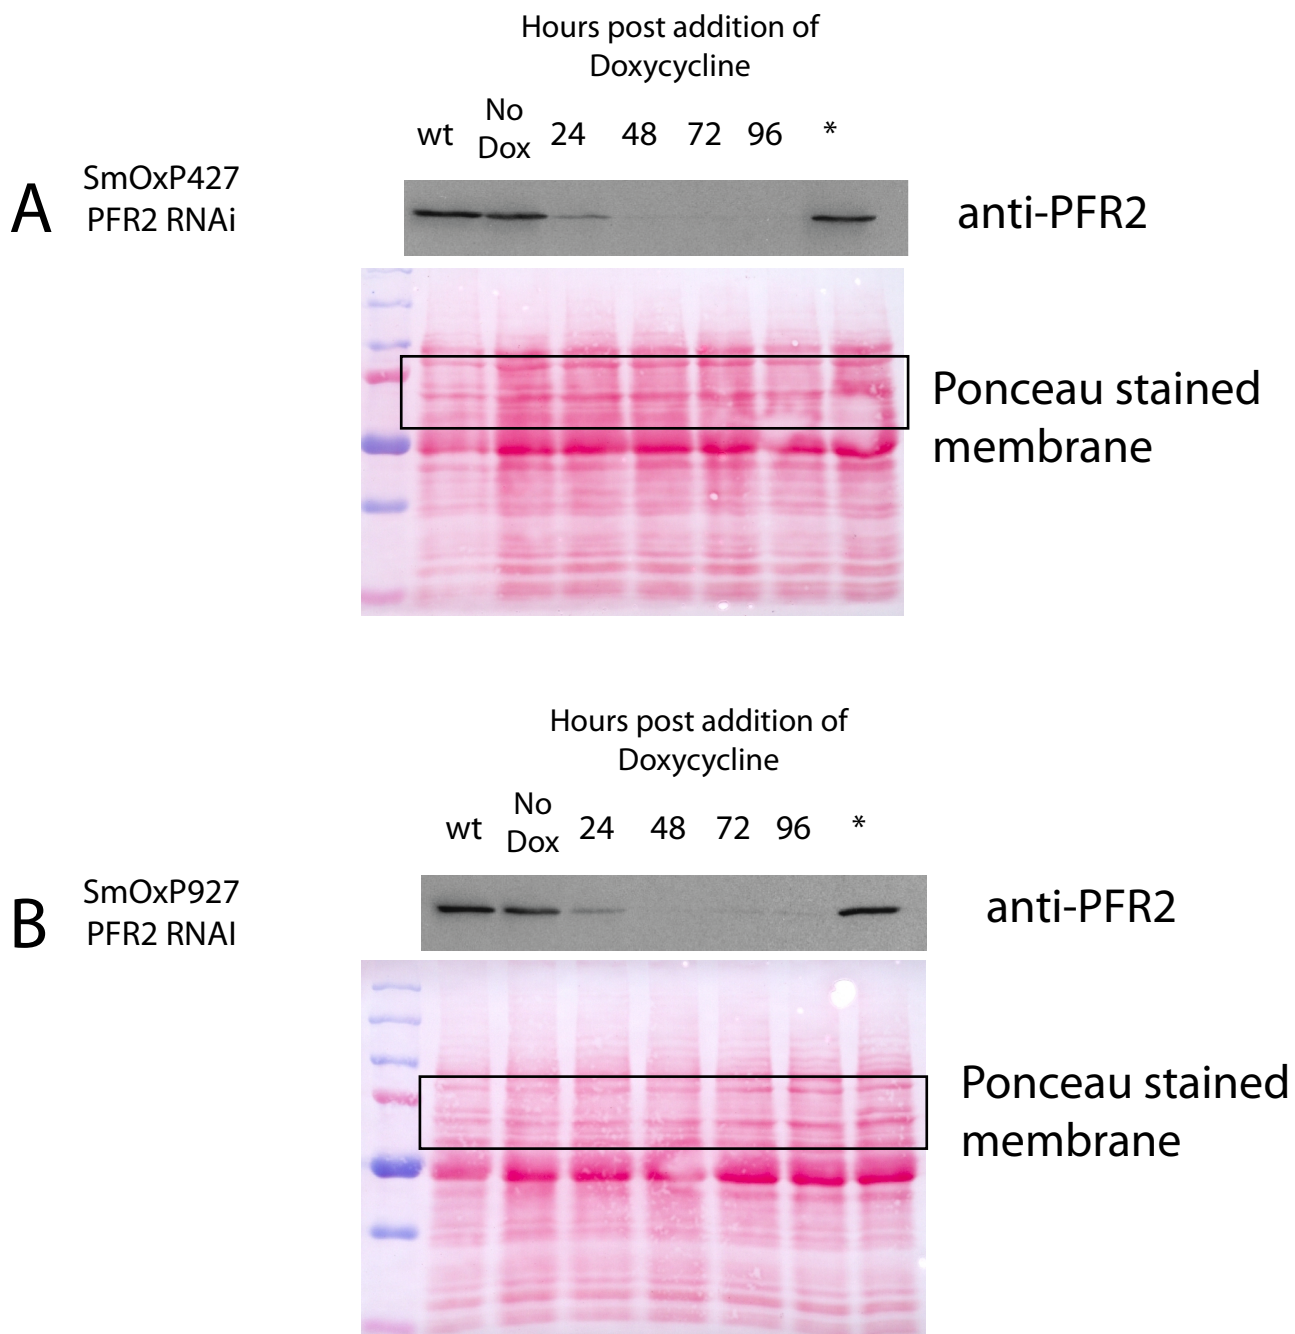 Hours post addition of
Doxycycline
wt No Dox 24 48 72 96 *
A
SmOxP427
PFR2 RNAi
anti-PFR2
Ponceau stained
membrane
Hours post addition of
Doxycycline
wt No Dox 24 48 72 96 *
B
SmOxP927
PFR2 RNAI
anti-PFR2
Ponceau stained
membrane